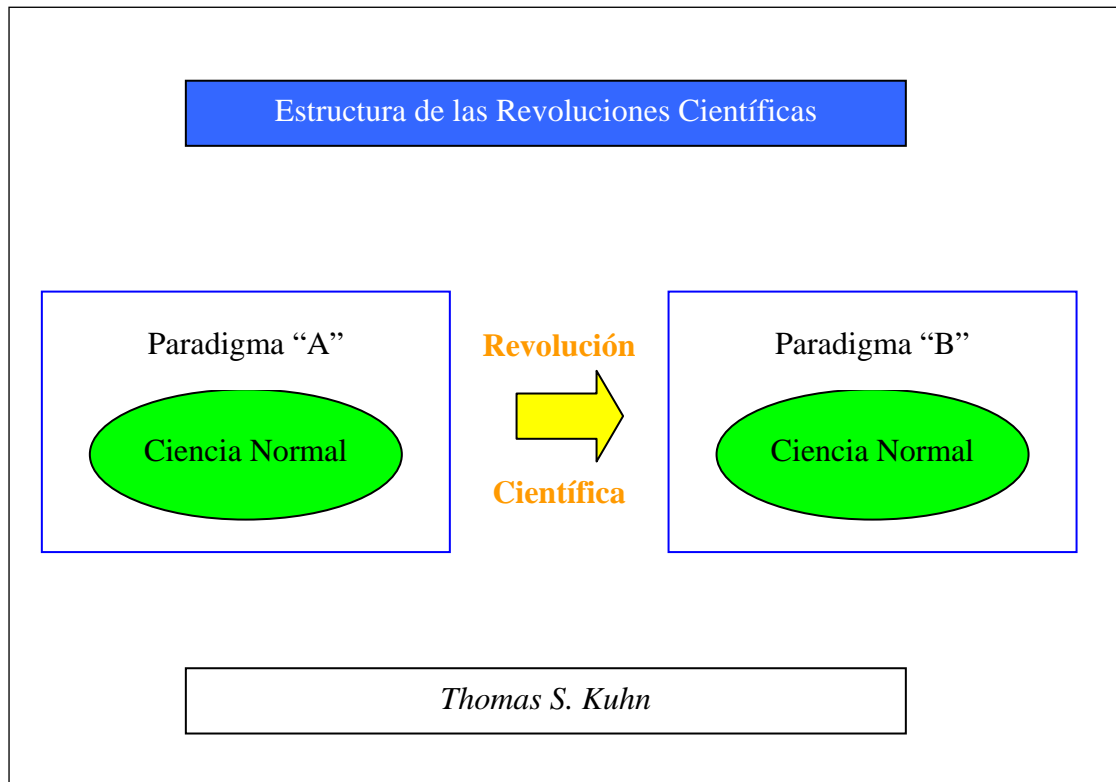 Estructura de las Revoluciones Científicas
Paradigma “A”
Ciencia Normal
Revolución
Científica
Paradigma “B”
Ciencia Normal
Thomas S. Kuhn